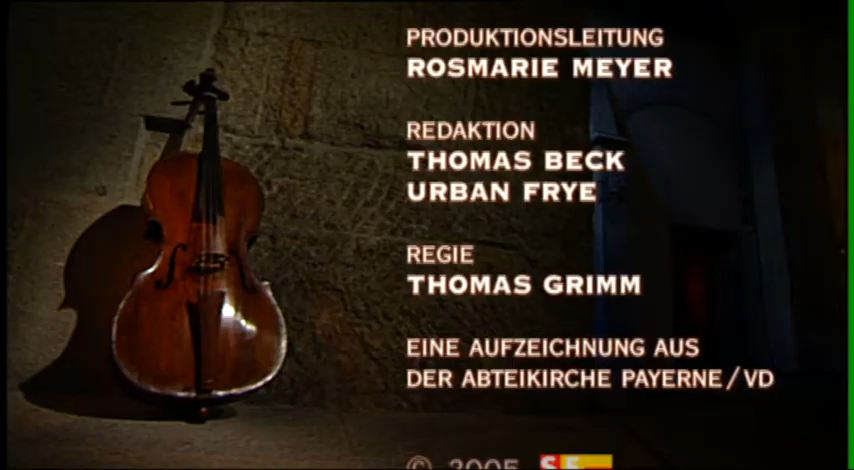 PRODUKTIONSLEITUNG
ROSMARIE MEYER
REDAKTION
THOMAS BECK
URBAN FRYE
REGIE
THOMAS GRIMM
EINE AUFZEICHNUNG AUS
DER ABTEIKIRCHE PAYERNE/VD
© 2005 SF